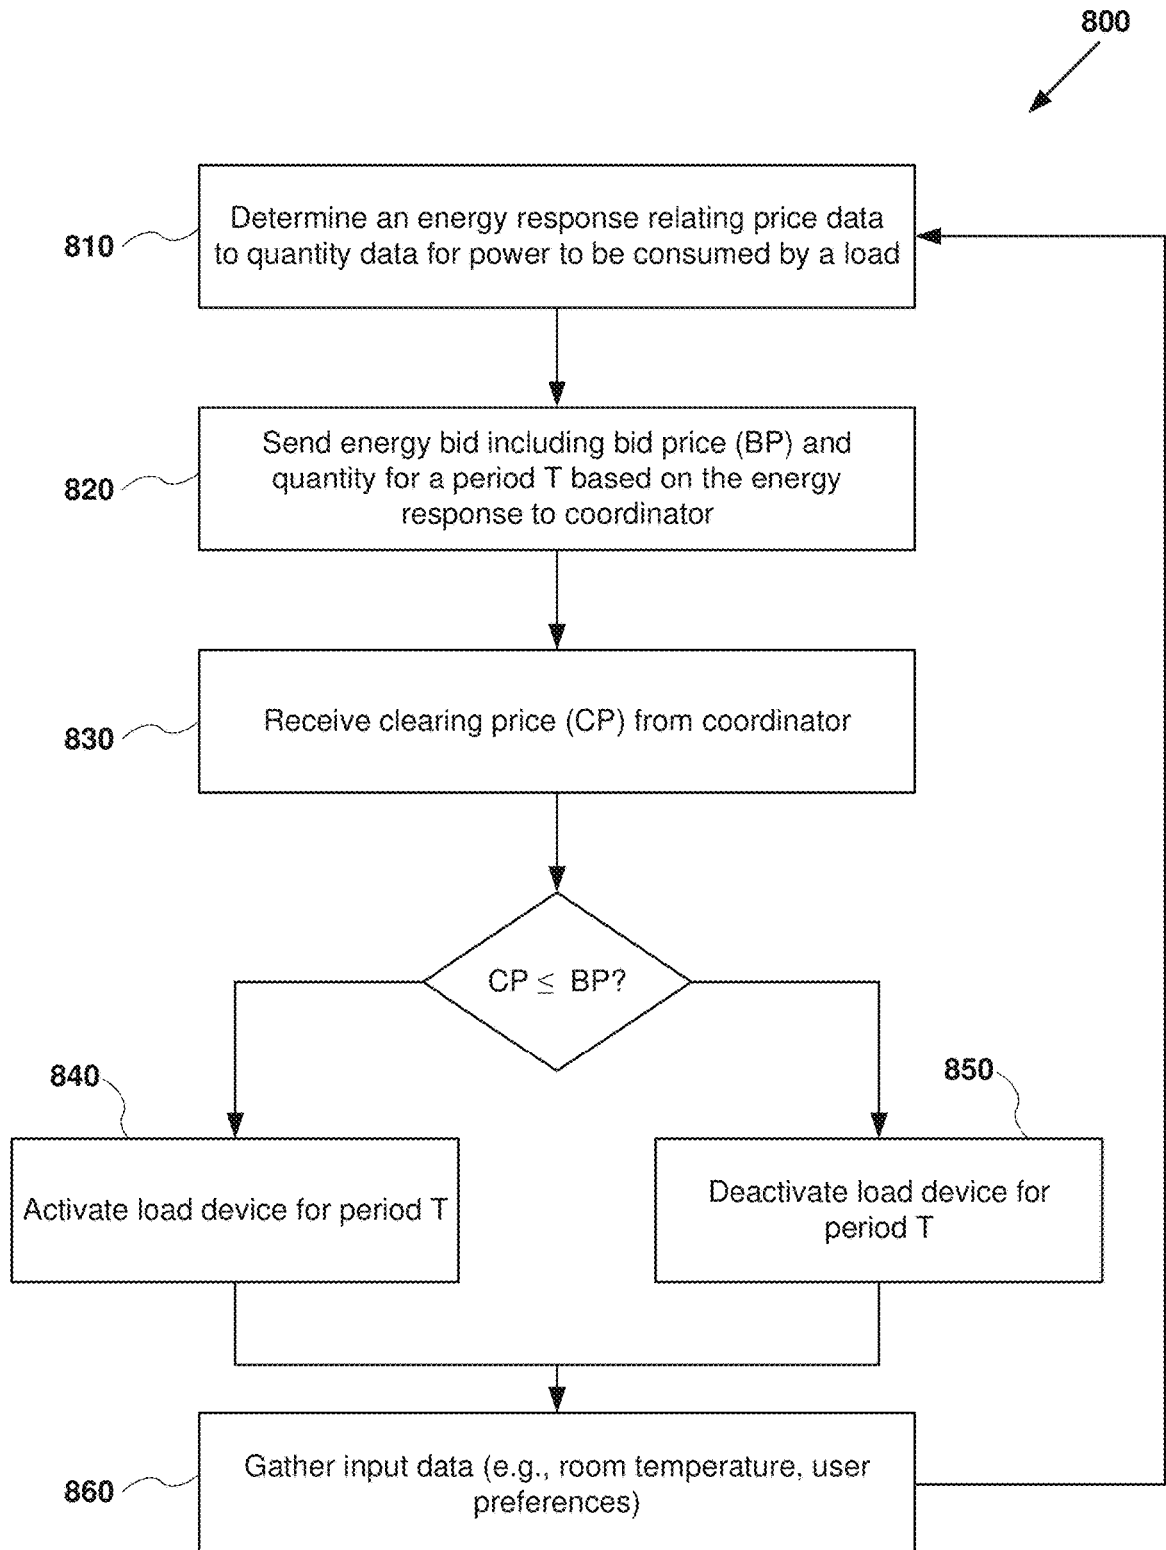 800
810
Determine an energy response relating price data
to quantity data for power to be consumed by a load
820
Send energy bid including bid price (BP) and
quantity for a period T based on the energy
response to coordinator
830
Receive clearing price (CP) from coordinator
CP ≤ BP?
840
850
Activate load device for period T
Deactivate load device for
period T
860
Gather input data (e.g., room temperature, user
preferences)